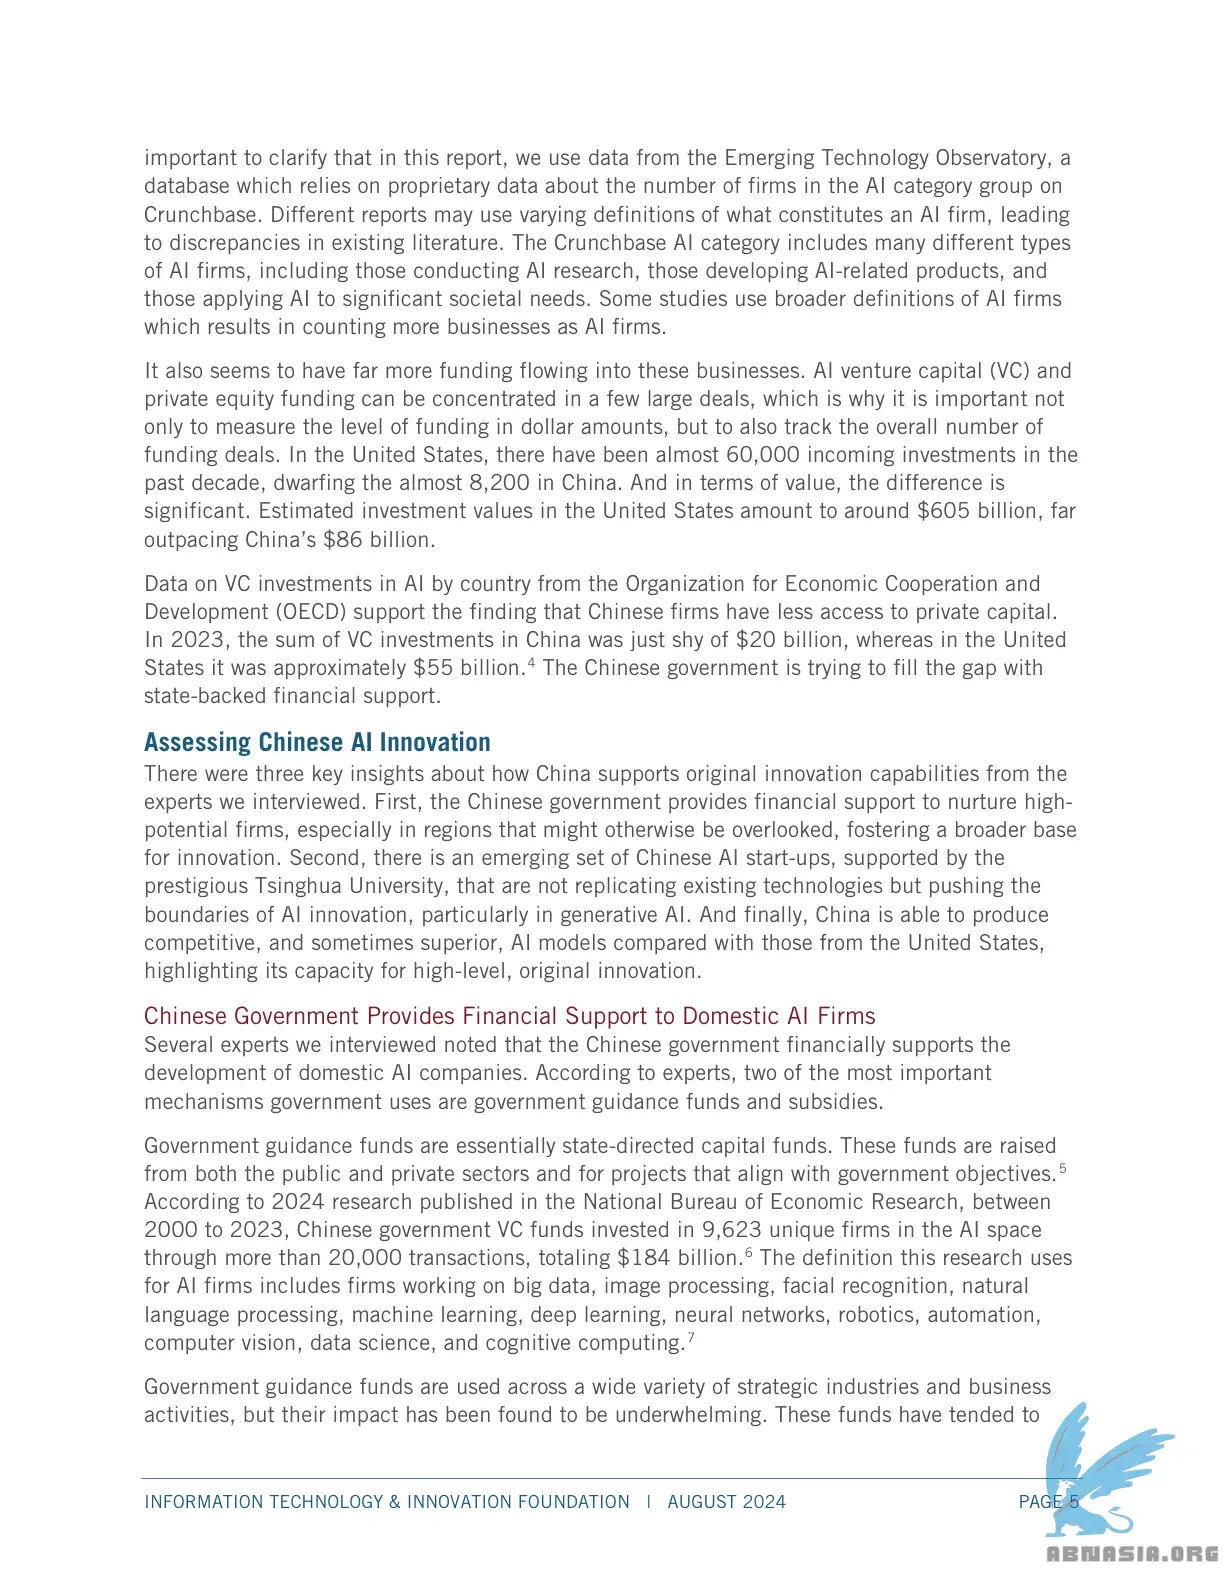 important to clarify that in this report, we use data from the Emerging Technology Observatory, a
database which relies on proprietary data about the number of firms in the AI category group on
Crunchbase. Different reports may use varying definitions of what constitutes an AI firm, leading
to discrepancies in existing literature. The Crunchbase AI category includes many different types
of AI firms, including those conducting AI research, those developing AI-related products, and
those applying AI to significant societal needs. Some studies use broader definitions of AI firms
which results in counting more businesses as AI firms.
It also seems to have far more funding flowing into these businesses. AI venture capital (VC) and
private equity funding can be concentrated in a few large deals, which is why it is important not
only to measure the level of funding in dollar amounts, but to also track the overall number of
funding deals. In the United States, there have been almost 60,000 incoming investments in the
past decade, dwarfing the almost 8,200 in China. And in terms of value, the difference is
significant. Estimated investment values in the United States amount to around $605 billion, far
outpacing China’s $86 billion.
Data on VC investments in AI by country from the Organization for Economic Cooperation and
Development (OECD) support the finding that Chinese firms have less access to private capital.
In 2023, the sum of VC investments in China was just shy of $20 billion, whereas in the United
States it was approximately $55 billion.4 The Chinese government is trying to fill the gap with
state-backed financial support.
Assessing Chinese AI Innovation
There were three key insights about how China supports original innovation capabilities from the
experts we interviewed. First, the Chinese government provides financial support to nurture high-
potential firms, especially in regions that might otherwise be overlooked, fostering a broader base
for innovation. Second, there is an emerging set of Chinese AI start-ups, supported by the
prestigious Tsinghua University, that are not replicating existing technologies but pushing the
boundaries of AI innovation, particularly in generative AI. And finally, China is able to produce
competitive, and sometimes superior, AI models compared with those from the United States,
highlighting its capacity for high-level, original innovation.
Chinese Government Provides Financial Support to Domestic AI Firms
Several experts we interviewed noted that the Chinese government financially supports the
development of domestic AI companies. According to experts, two of the most important
mechanisms government uses are government guidance funds and subsidies.
Government guidance funds are essentially state-directed capital funds. These funds are raised
from both the public and private sectors and for projects that align with government objectives.5
According to 2024 research published in the National Bureau of Economic Research, between
2000 to 2023, Chinese government VC funds invested in 9,623 unique firms in the AI space
through more than 20,000 transactions, totaling $184 billion.6 The definition this research uses
for AI firms includes firms working on big data, image processing, facial recognition, natural
language processing, machine learning, deep learning, neural networks, robotics, automation,
computer vision, data science, and cognitive computing.7
Government guidance funds are used across a wide variety of strategic industries and business
activities, but their impact has been found to be underwhelming. These funds have tended to
INFORMATION TECHNOLOGY & INNOVATION FOUNDATION | AUGUST 2024 PAGE 5
ABNASIA.ORG